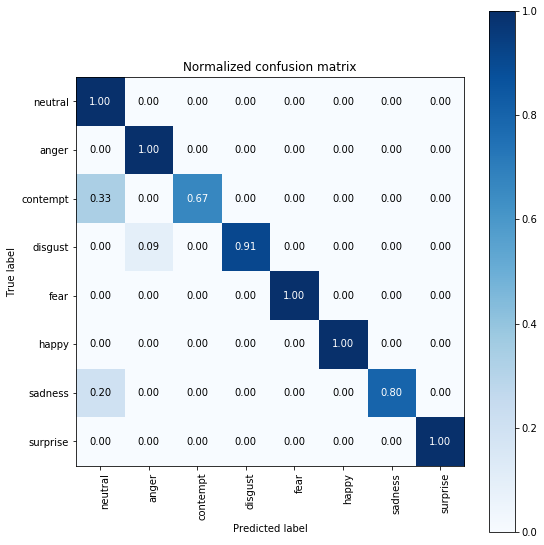 Normalized confusion matrix
True label
neutral 1.00 0.00 0.00 0.00 0.00 0.00 0.00 0.00
anger 0.00 1.00 0.00 0.00 0.00 0.00 0.00 0.00
contempt 0.33 0.00 0.67 0.00 0.00 0.00 0.00 0.00
disgust 0.00 0.09 0.00 0.91 0.00 0.00 0.00 0.00
fear 0.00 0.00 0.00 0.00 1.00 0.00 0.00 0.00
happy 0.00 0.00 0.00 0.00 0.00 1.00 0.00 0.00
sadness 0.20 0.00 0.00 0.00 0.00 0.00 0.80 0.00
surprise 0.00 0.00 0.00 0.00 0.00 0.00 0.00 1.00
neutral anger contempt disgust fear happy sadness surprise
Predicted label
1.0
0.8
0.6
0.4
0.2
0.0